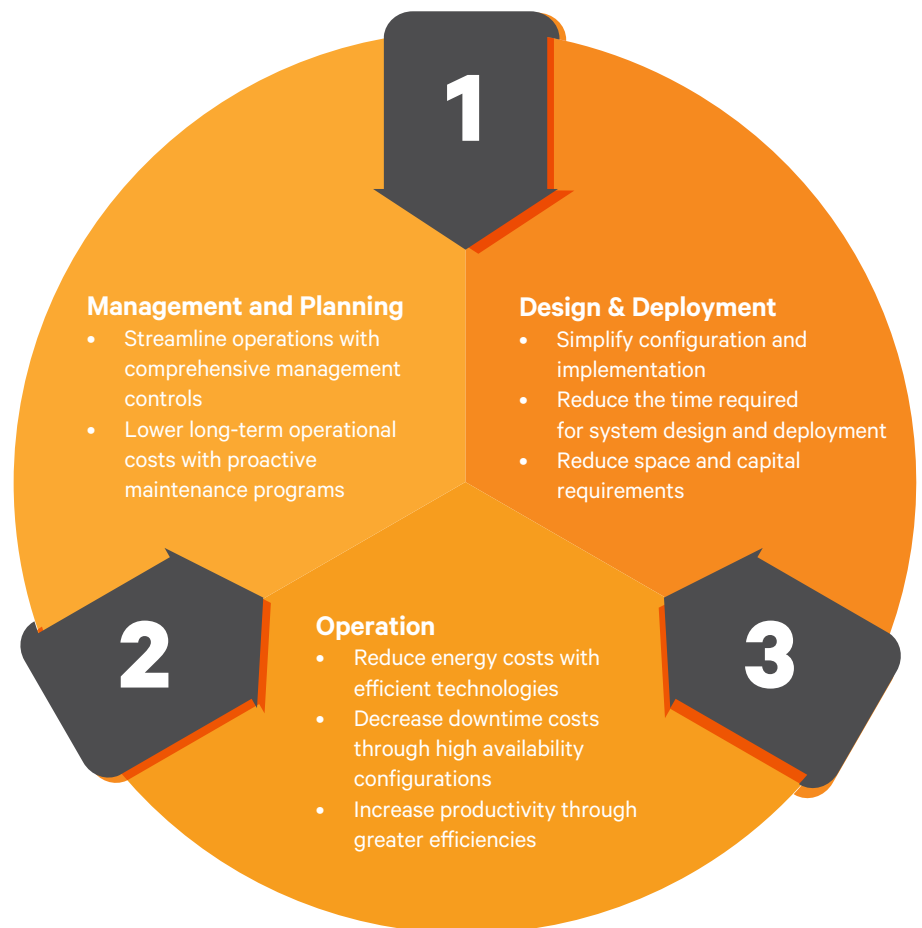 1
Management and Planning
• Streamline operations with
comprehensive management
controls
• Lower long-term operational
costs with proactive
maintenance programs
Design & Deployment
• Simplify configuration and
implementation
• Reduce the time required
for system design and deployment
• Reduce space and capital
requirements
2
Operation
• Reduce energy costs with
efficient technologies
• Decrease downtime costs
through high availability
configurations
• Increase productivity through
greater efficiencies
3